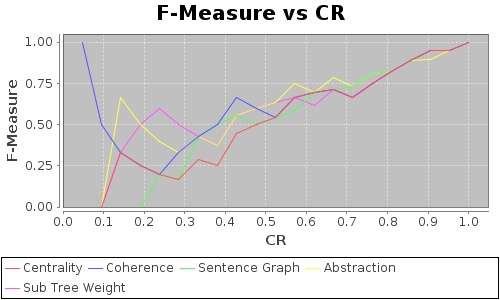 F-Measure vs CR
1.00
0.75
0.50
0.25
0.00
F-Measure
0.0 0.1 0.2 0.3 0.4 0.5 0.6 0.7 0.8 0.9 1.0
CR
Centrality Coherence Sentence Graph Abstraction
Sub Tree Weight